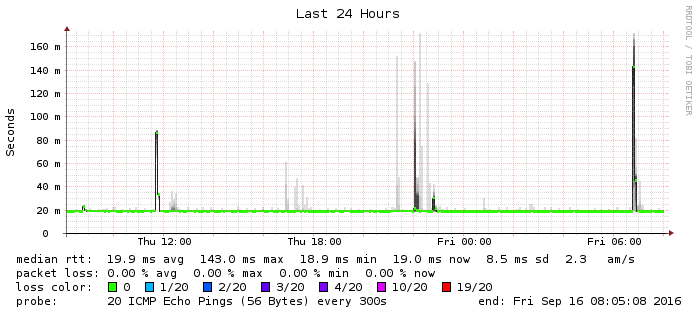 Last 24 Hours
RRDTOOL / TOBI OETIKER
Seconds
160 m
140 m
120 m
100 m
80 m
60 m
40 m
20 m
0
Thu 12:00 Thu 18:00 Fri 00:00 Fri 06:00
median rtt: 19.9 ms avg 143.0 ms max 18.9 ms min 19.0 ms now 8.5 ms sd 2.3 am/s
packet loss: 0.00 % avg 0.00 % max 0.00 % min 0.00 % now
loss color: 0 1/20 2/20 3/20 4/20 10/20 19/20
probe: 20 ICMP Echo Pings (56 Bytes) every 300s end: Fri Sep 16 08:05:08 2016